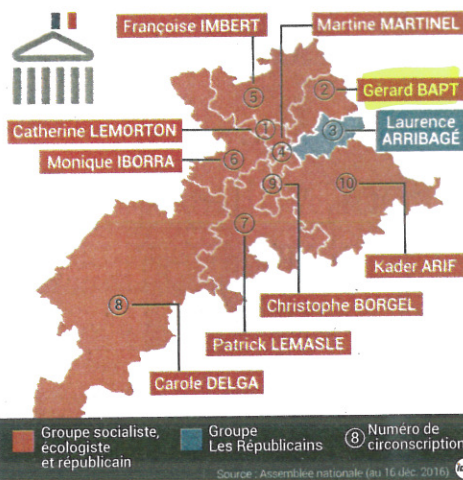 Françoise IMBERT
Martine MARTINEL
Gérard BAPT
Laurence
ARRIBAGÉ
Catherine LEMORTON
Monique IBORRA
5
2
1
3
4
6
9
10
7
8
Kader ARIF
Christophe BORGEL
Patrick LEMASLE
Carole DELGA
Groupe socialiste,
écologiste
et républicain
Groupe
Les Républicains
8 Numéro de
circonscription
Source : Assemblée nationale (au 16 déc. 2016)